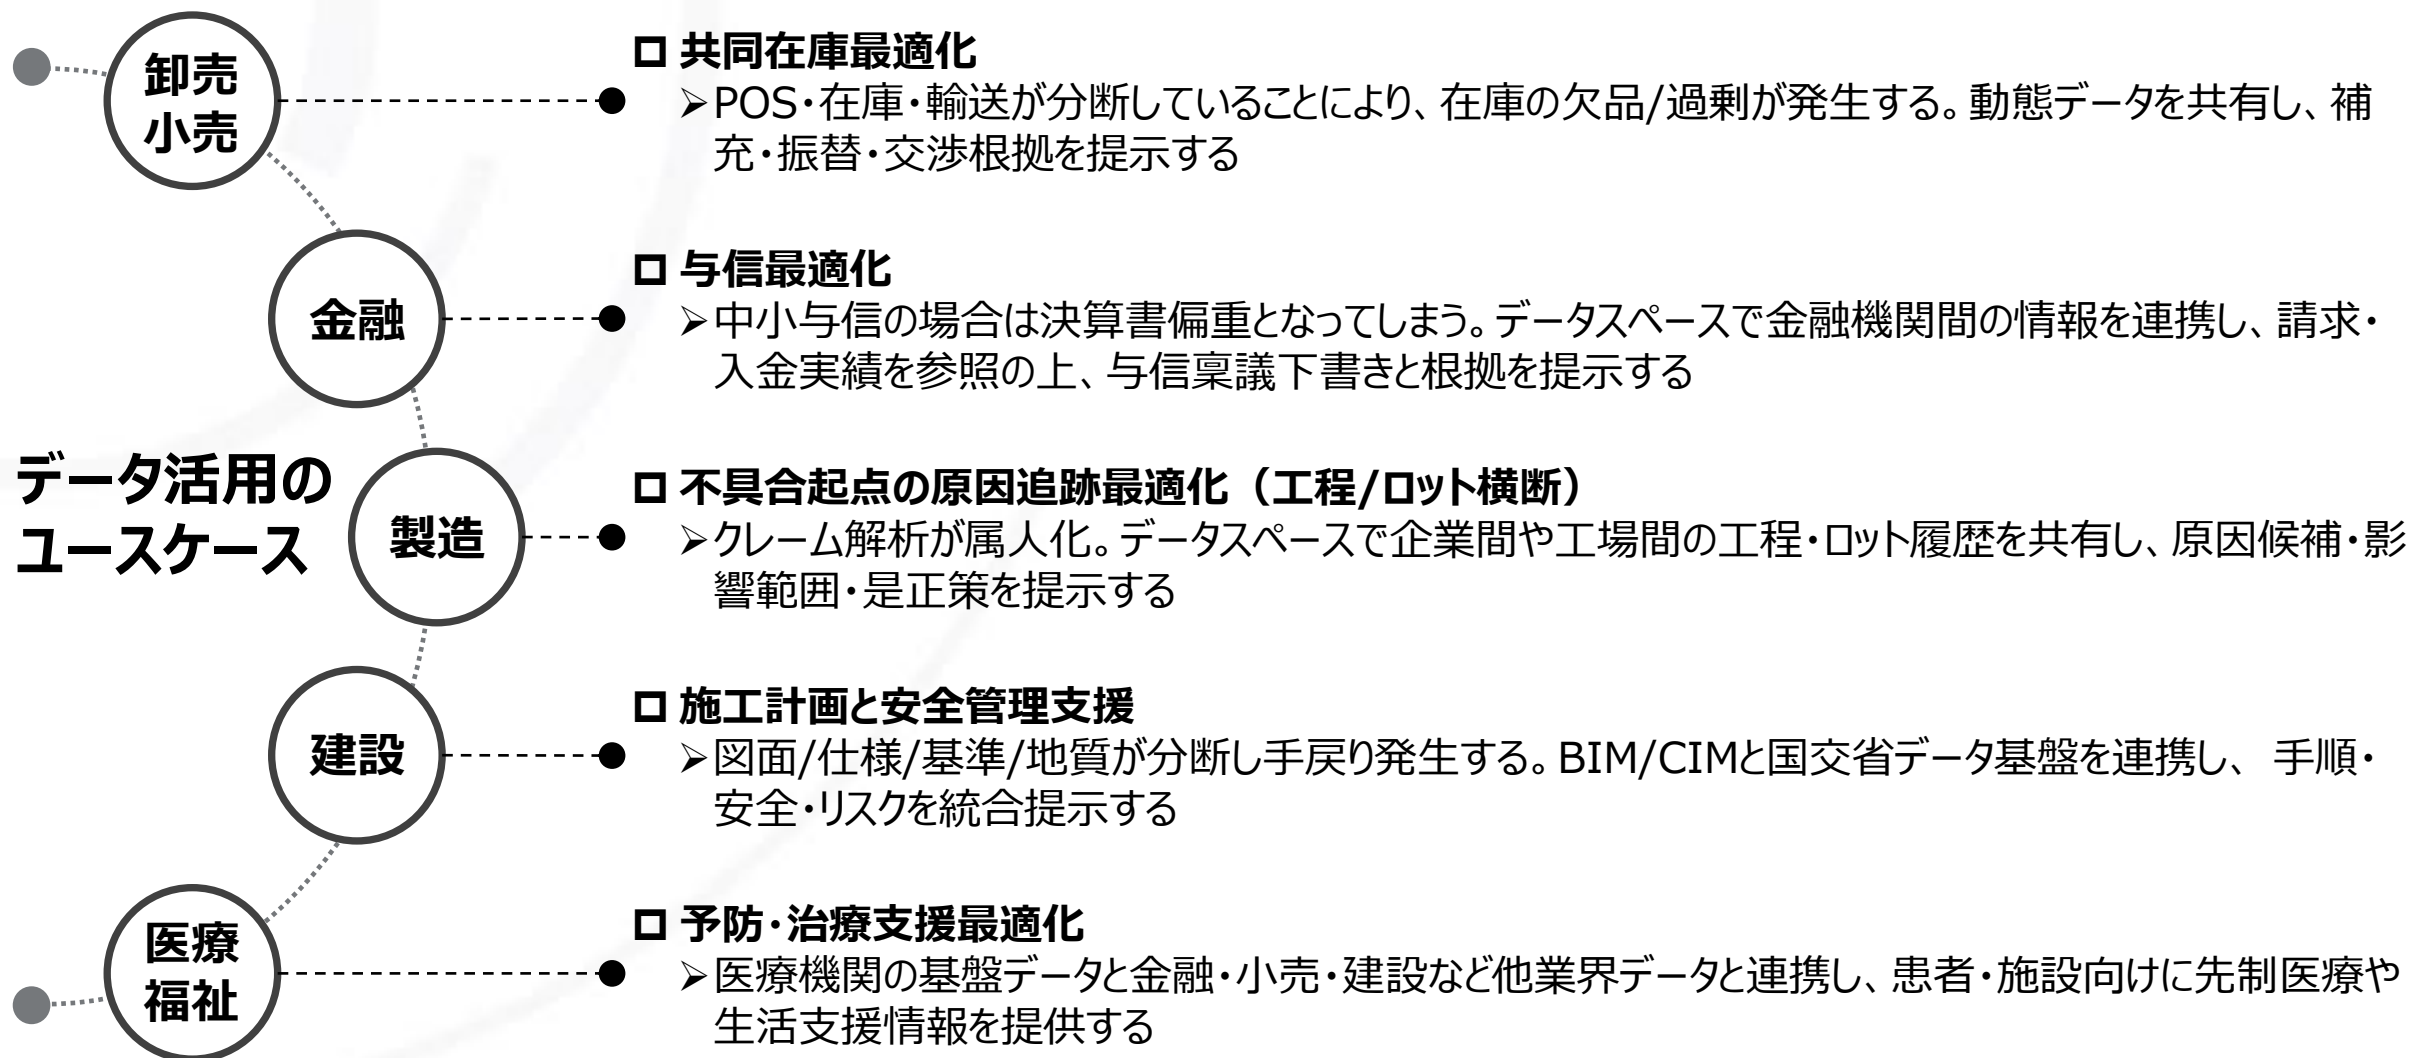 データ活用の
ユースケース
卸売
小売
□ 共同在庫最適化
➢POS・在庫・輸送が分断していることにより、在庫の欠品/過剰が発生する。動態データを共有し、補
充・振替・交渉根拠を提示する
金融
□ 与信最適化
➢中小与信の場合は決算書偏重となってしまう。データスペースで金融機関間の情報を連携し、請求・
入金実績を参照の上、与信稟議下書きと根拠を提示する
製造
□ 不具合起点の原因追跡最適化（工程/ロット横断）
➢クレーム解析が属人化。データスペースで企業間や工場間の工程・ロット履歴を共有し、原因候補・影
響範囲・是正策を提示する
建設
□ 施工計画と安全管理支援
➢図面/仕様/基準/地質が分断し手戻り発生する。BIM/CIMと国交省データ基盤を連携し、 手順・
安全・リスクを統合提示する
医療
福祉
□ 予防・治療支援最適化
➢医療機関の基盤データと金融・小売・建設など他業界データと連携し、患者・施設向けに先制医療や
生活支援情報を提供する